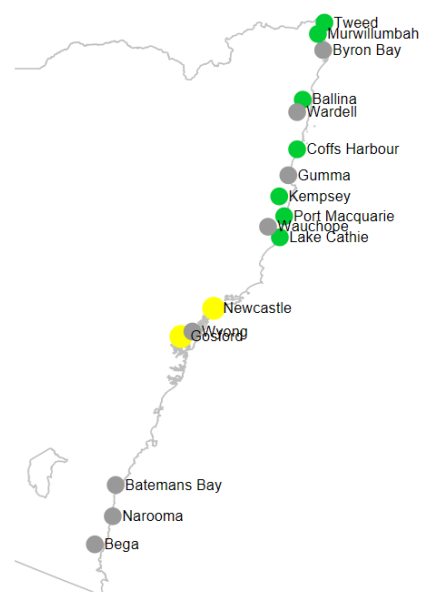 Tweed
Murwillumbah
Byron Bay
Ballina
Wardell
Coffs Harbour
Gumma
Kempsey
Port Macquarie
Wauchope
Lake Cathie
Newcastle
Wyong
Gosford
Batemans Bay
Narooma
Bega